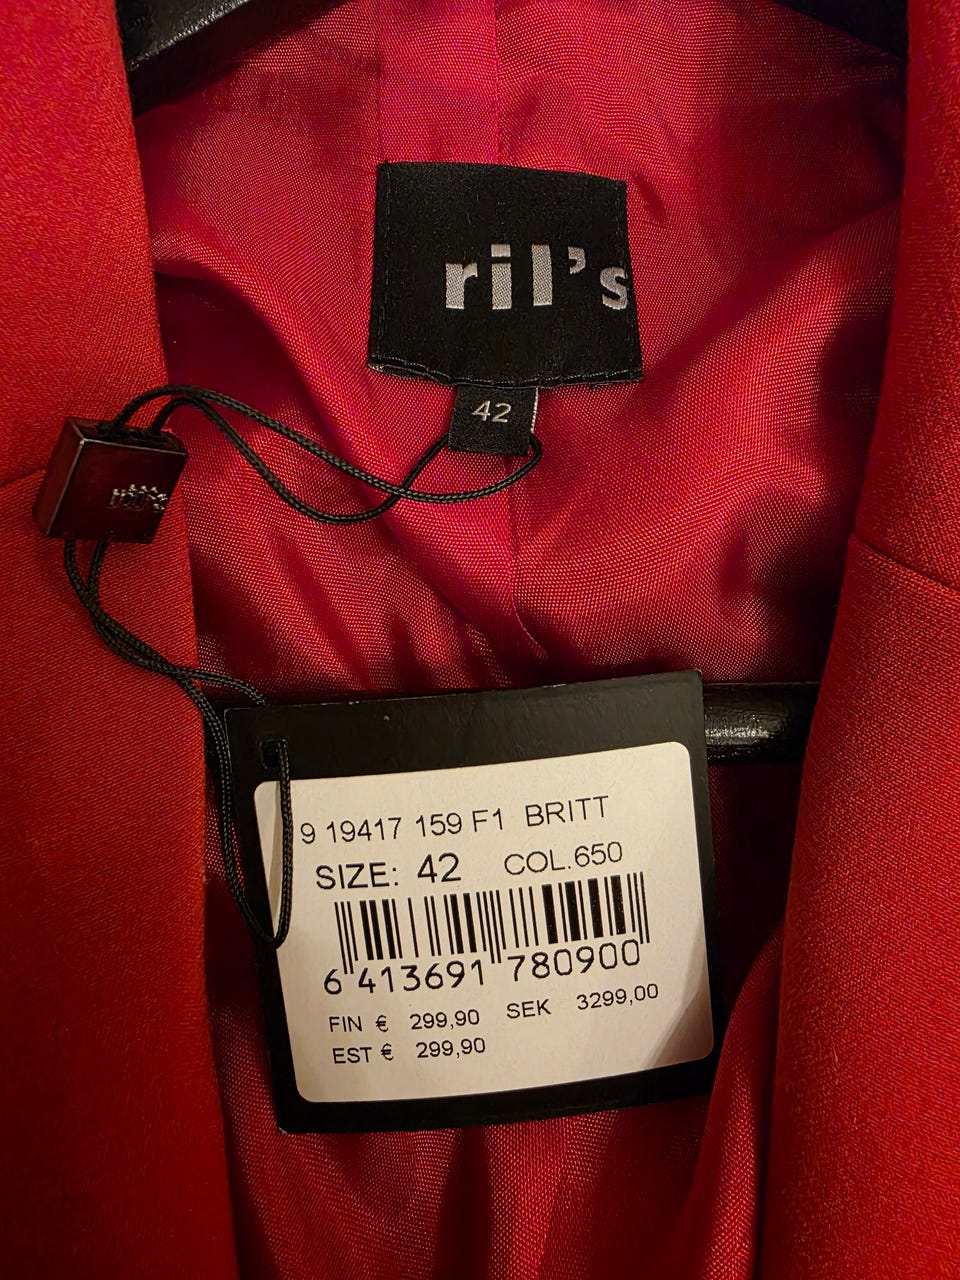 ril's
42
ril's
9 19417 159 F1 BRITT
SIZE: 42 COL.650
6 413691 780900
FIN € 299,90 SEK 3299,00
EST € 299,90